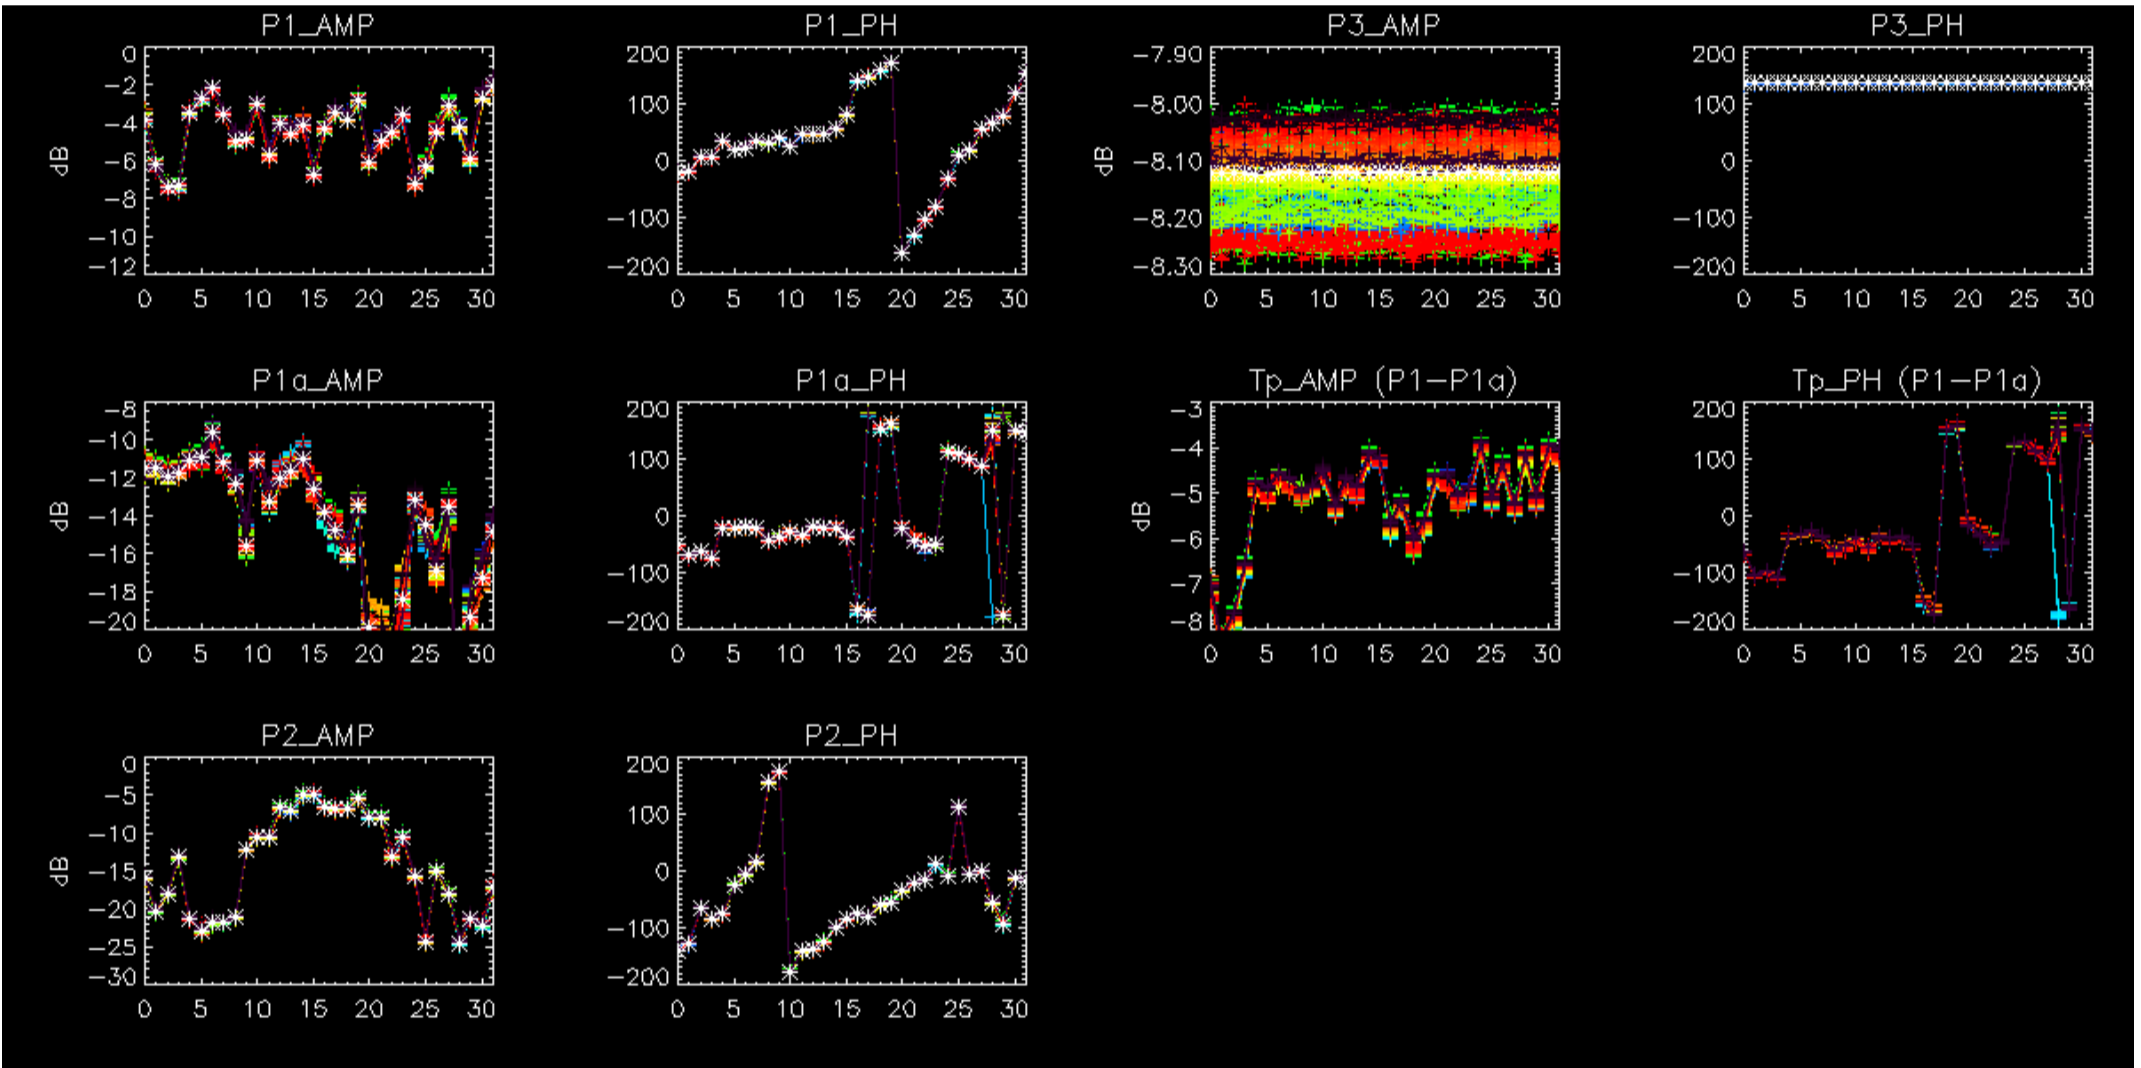 P1_AMP P1_PH P3_AMP P3_PH
0 200 -7.90 200
-2 100 -8.00 100
-4 0 -8.10 0
-6 -100 -8.20 -100
-8 -200 -8.30 -200
-10
-12
dB dB
0 5 10 15 20 25 30 0 5 10 15 20 25 30 0 5 10 15 20 25 30 0 5 10 15 20 25 30
P1a_AMP P1a_PH Tp_AMP (P1-P1a) Tp_PH (P1-P1a)
-8 200 -3 200
-10 100 -4 100
-12 0 -5 0
-14 -100 -6 -100
-16 -200 -7 -200
-18 -8
-20
dB dB
0 5 10 15 20 25 30 0 5 10 15 20 25 30 0 5 10 15 20 25 30 0 5 10 15 20 25 30
P2_AMP P2_PH
0 200
-5 100
-10 0
-15 -100
-20 -200
-25
-30
dB
0 5 10 15 20 25 30 0 5 10 15 20 25 30